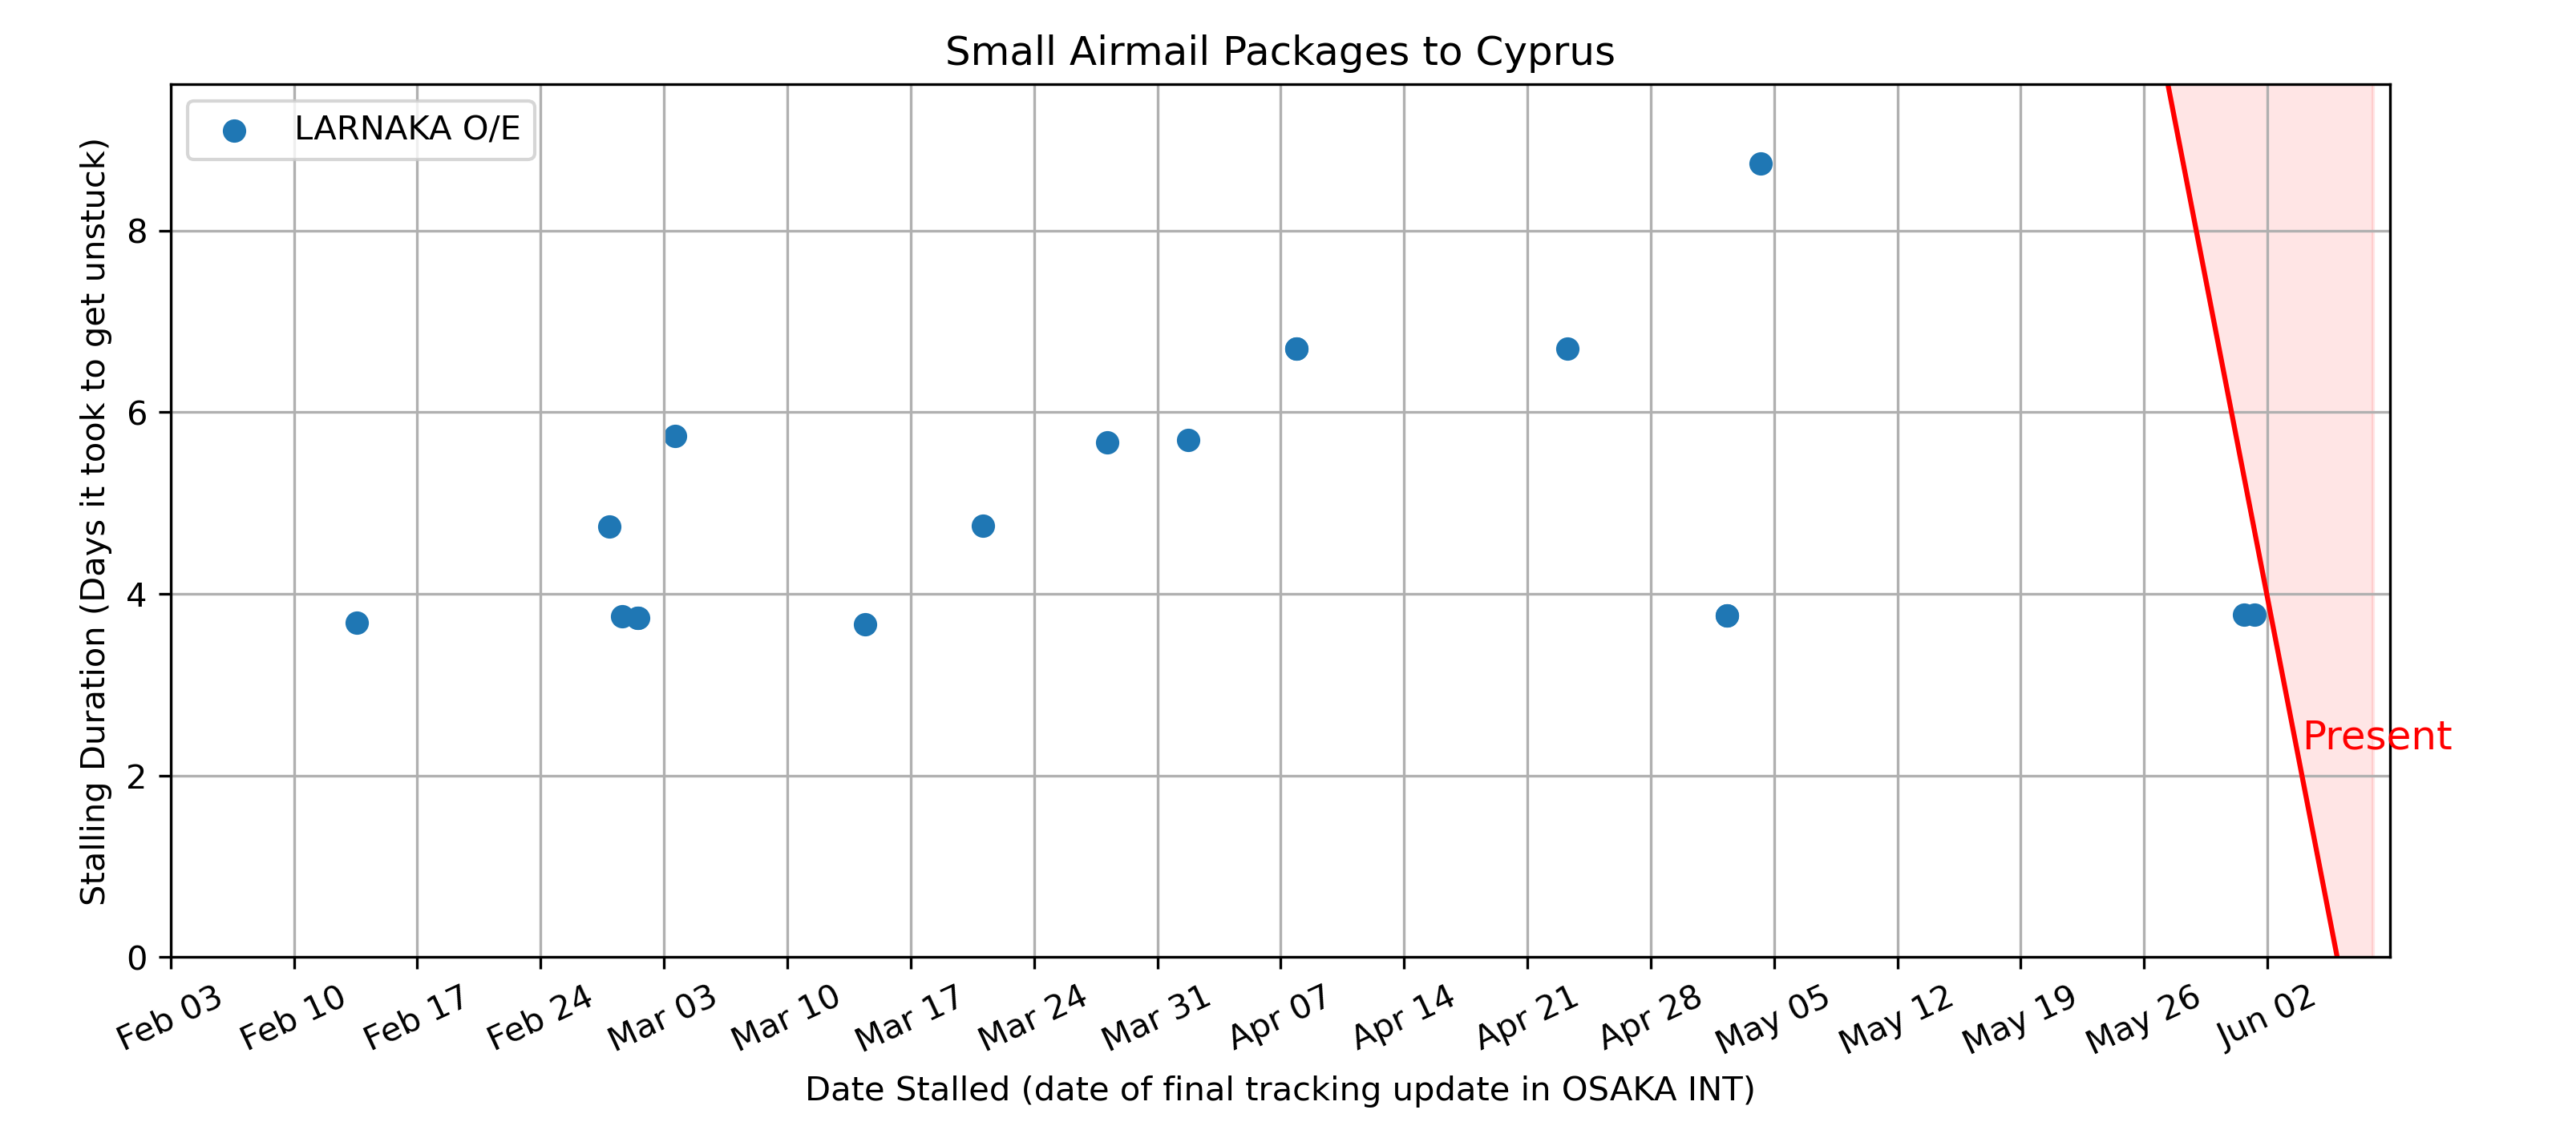 Small Airmail Packages to Cyprus
LARNAKA O/E
Stalling Duration (Days it took to get unstuck)
8
6
4
2
0
Present
Feb 03
Feb 10
Feb 17
Feb 24
Mar 03
Mar 10
Mar 17
Mar 24
Mar 31
Apr 07
Apr 14
Apr 21
Apr 28
May 05
May 12
May 19
May 26
Jun 02
Date Stalled (date of final tracking update in OSAKA INT)